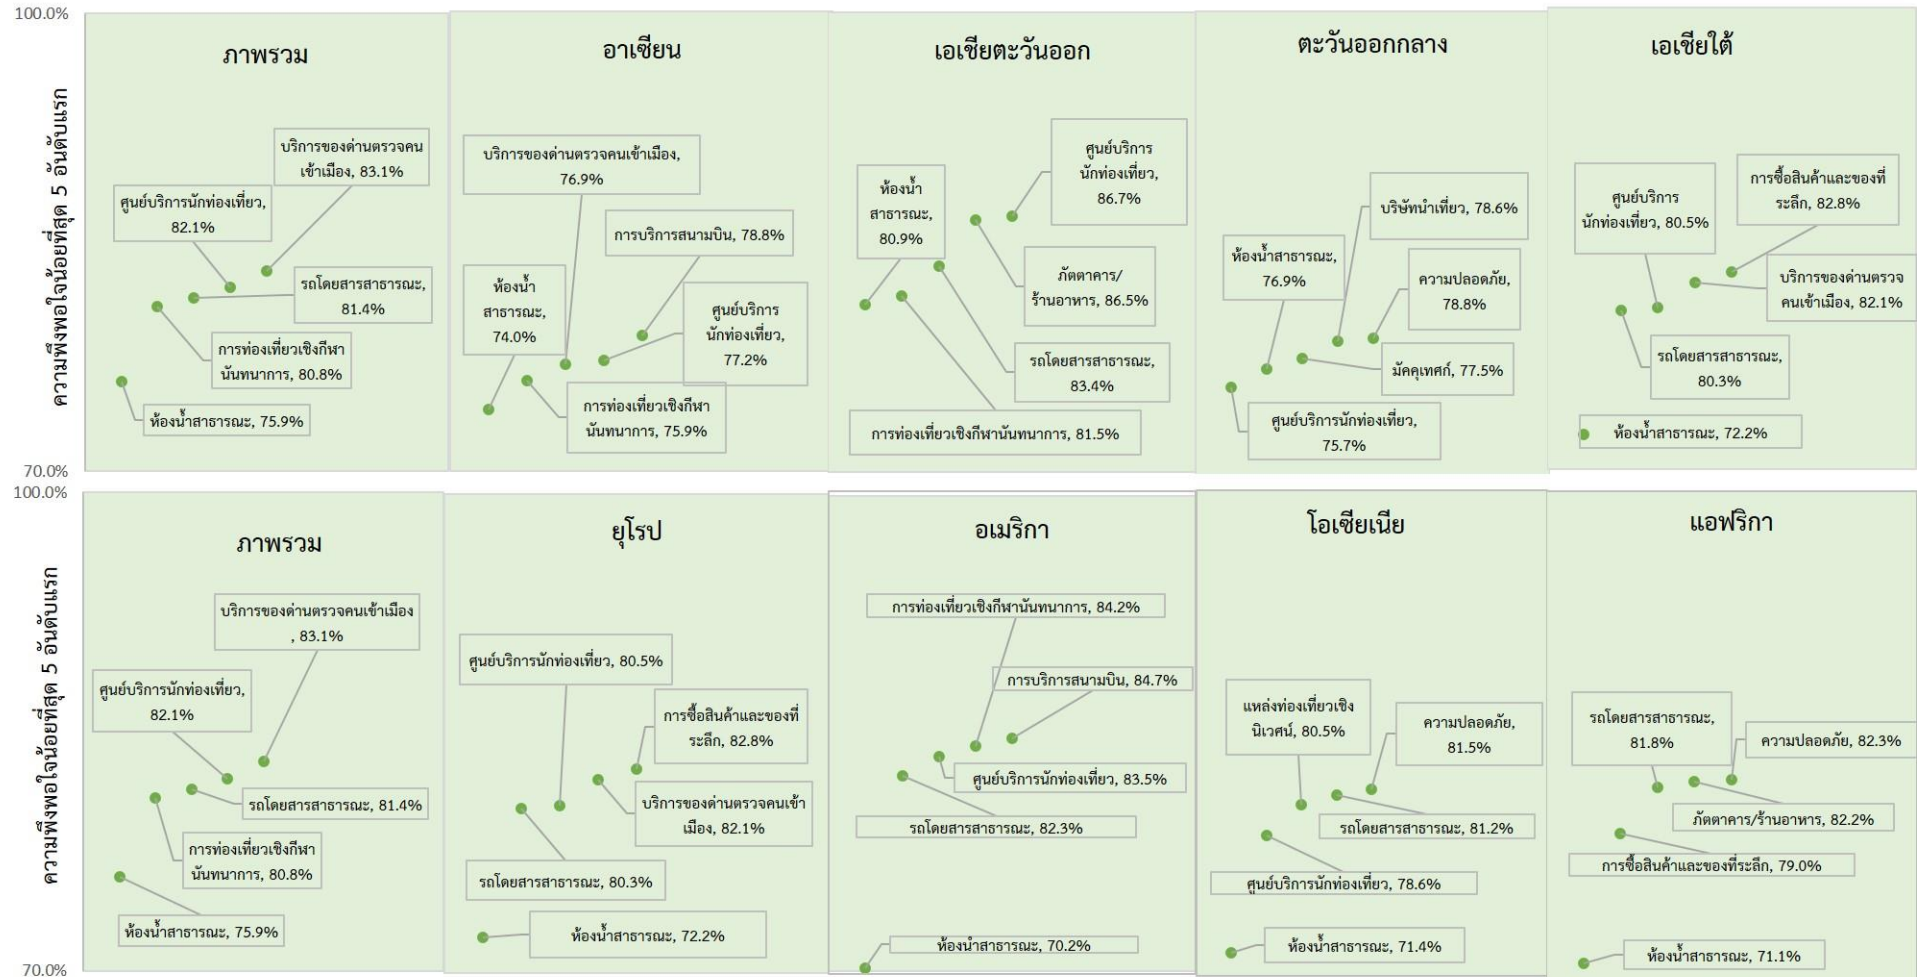 100.0%
ความพึงพอใจน้อยที่สุด 5 อันดับแรก
70.0%
ภาพรวม
บริการของด่านตรวจคน
เข้าเมือง, 83.1%
ศูนย์บริการนักท่องเที่ยว,
82.1%
รถโดยสารสาธารณะ,
81.4%
การท่องเที่ยวเชิงกีฬา
นันทนาการ, 80.8%
ห้องน้ำสาธารณะ, 75.9%
อาเซียน
บริการของด่านตรวจคนเข้าเมือง,
76.9%
การบริการสนามบิน, 78.8%
ห้องน้ำ
สาธารณะ,
74.0%
ศูนย์บริการ
นักท่องเที่ยว,
77.2%
การท่องเที่ยวเชิงกีฬา
นันทนาการ, 75.9%
เอเชียตะวันออก
ศูนย์บริการ
นักท่องเที่ยว,
86.7%
ห้องน้ำ
สาธารณะ,
80.9%
ภัตตาคาร/
ร้านอาหาร, 86.5%
รถโดยสารสาธารณะ,
83.4%
การท่องเที่ยวเชิงกีฬานันทนาการ, 81.5%
ตะวันออกกลาง
บริษัทนำเที่ยว, 78.6%
ห้องน้ำสาธารณะ,
76.9%
ความปลอดภัย,
78.8%
มัคคุเทศก์, 77.5%
ศูนย์บริการนักท่องเที่ยว,
75.7%
เอเชียใต้
การซื้อสินค้าและของที่
ระลึก, 82.8%
ศูนย์บริการ
นักท่องเที่ยว, 80.5%
บริการของด่านตรวจ
คนเข้าเมือง, 82.1%
รถโดยสารสาธารณะ,
80.3%
ห้องน้ำสาธารณะ, 72.2%
100.0%
ความพึงพอใจน้อยที่สุด 5 อันดับแรก
70.0%
ภาพรวม
บริการของด่านตรวจคนเข้าเมือง
, 83.1%
ศูนย์บริการนักท่องเที่ยว,
82.1%
รถโดยสารสาธารณะ, 81.4%
การท่องเที่ยวเชิงกีฬา
นันทนาการ, 80.8%
ห้องน้ำสาธารณะ, 75.9%
ยุโรป
ศูนย์บริการนักท่องเที่ยว, 80.5%
การซื้อสินค้าและของที่
ระลึก, 82.8%
บริการของด่านตรวจคนเข้า
เมือง, 82.1%
รถโดยสารสาธารณะ, 80.3%
ห้องน้ำสาธารณะ, 72.2%
อเมริกา
การท่องเที่ยวเชิงกีฬานันทนาการ, 84.2%
การบริการสนามบิน, 84.7%
ศูนย์บริการนักท่องเที่ยว, 83.5%
รถโดยสารสาธารณะ, 82.3%
ห้องน้ำสาธารณะ, 70.2%
โอเซียเนีย
แหล่งท่องเที่ยวเชิง
นิเวศน์, 80.5%
ความปลอดภัย,
81.5%
รถโดยสารสาธารณะ, 81.2%
ศูนย์บริการนักท่องเที่ยว, 78.6%
ห้องน้ำสาธารณะ, 71.4%
แอฟริกา
รถโดยสารสาธารณะ,
81.8%
ความปลอดภัย, 82.3%
ภัตตาคาร/ร้านอาหาร, 82.2%
การซื้อสินค้าและของที่ระลึก, 79.0%
ห้องน้ำสาธารณะ, 71.1%